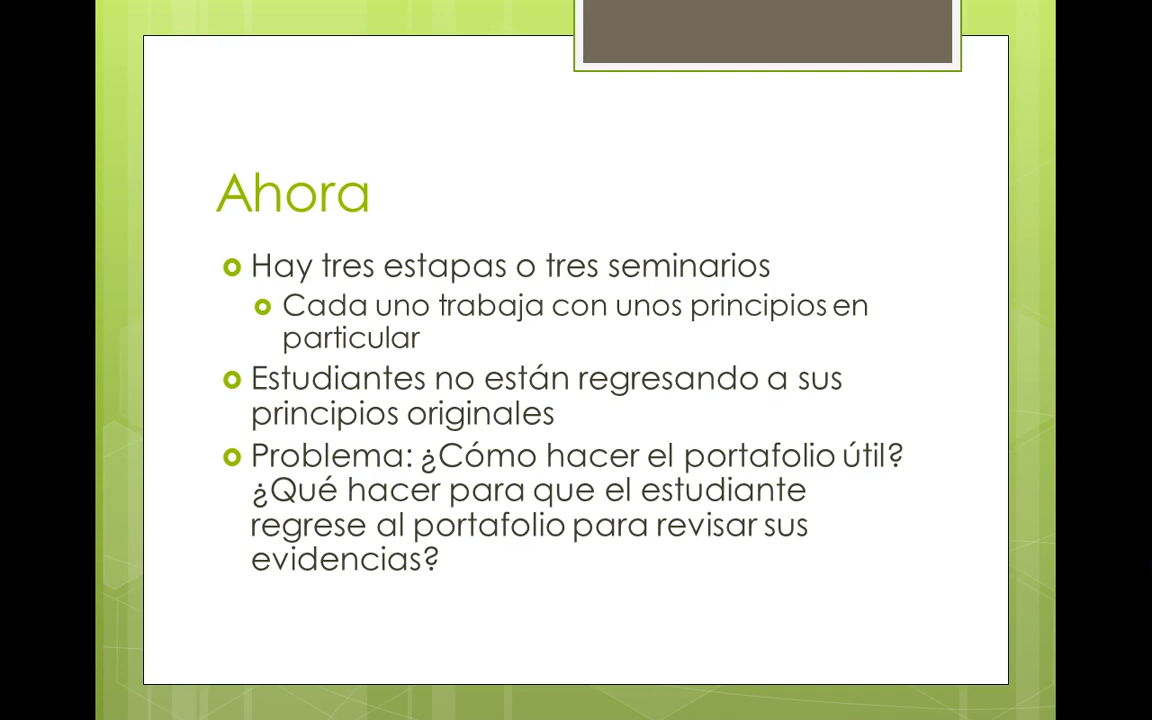 Ahora
Hay tres estapas o tres seminarios
Cada uno trabaja con unos principios en
particular
Estudiantes no están regresando a sus
principios originales
Problema: ¿Cómo hacer el portafolio útil?
¿Qué hacer para que el estudiante
regrese al portafolio para revisar sus
evidencias?